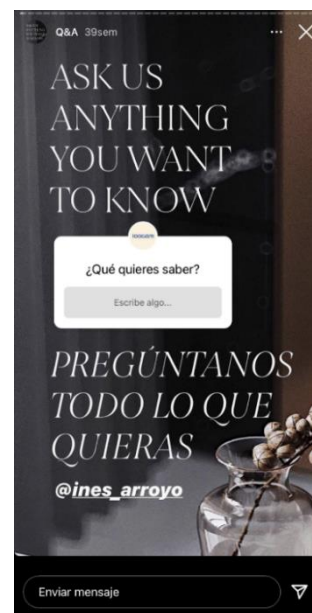 Q&A 39sem
ASK US
ANYTHING
YOU WANT
TO KNOW
¿Qué quieres saber?
Escribe algo...
PREGÚNTANOS
TODO LO QUE
QUIERAS
@ines_arroyo
Enviar mensaje